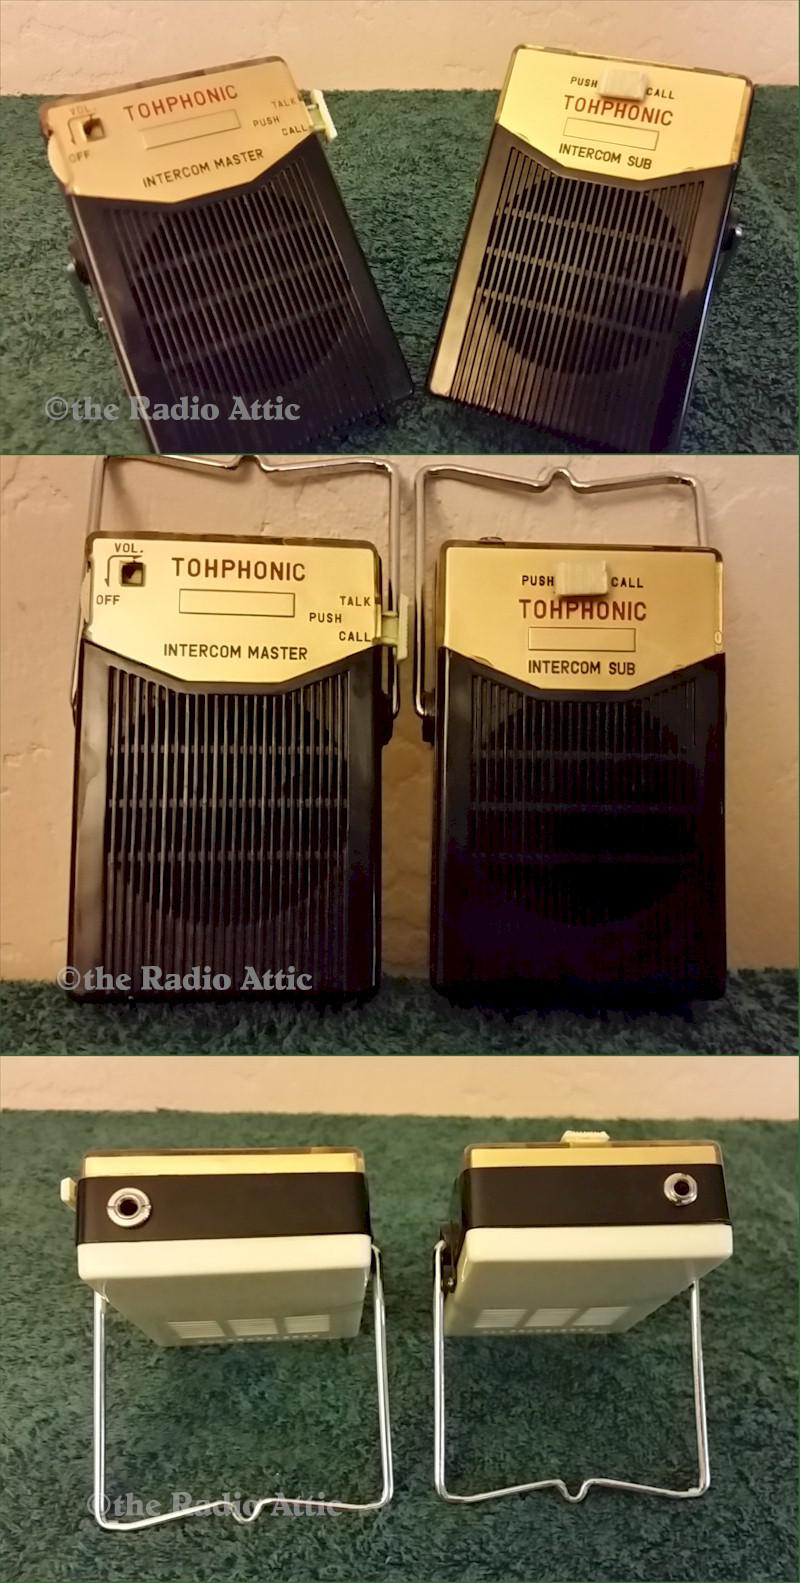 VOL.
OFF
TOHPHONIC
TALK
PUSH
CALL
INTERCOM MASTER
PUSH CALL
TOHPHONIC
INTERCOM SUB
©the Radio Attic
VOL.
OFF
TOHPHONIC
TALK
PUSH
CALL
INTERCOM MASTER
PUSH CALL
TOHPHONIC
INTERCOM SUB
©the Radio Attic
©the Radio Attic